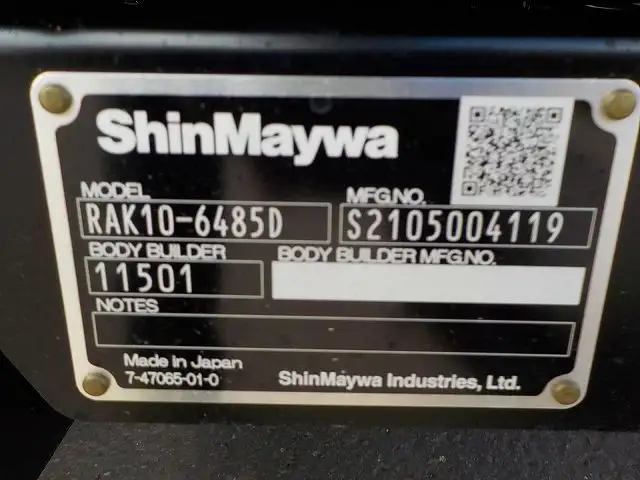 ShinMaywa
MODEL MFG.NO.
RAK10-6485D S2105004119
BODY BUILDER BODY BUILDER MFG.NO.
11501
NOTES
Made in Japan
7-47065-01-0 ShinMaywa Industries, Ltd.